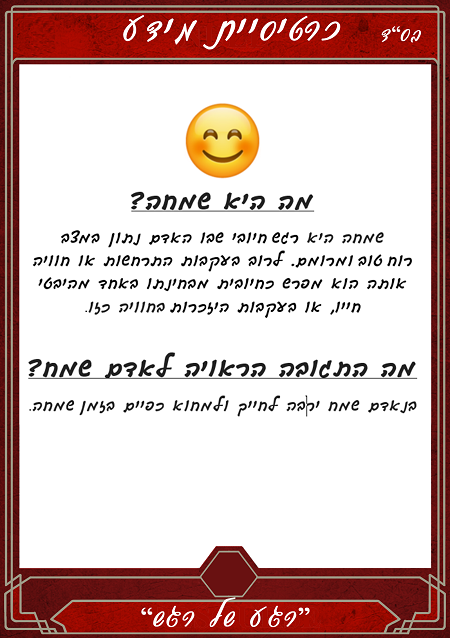 בס"ד
כרטיסיית מידע
מה היא שמחה?
שמחה היא רגש חיובי שבו האדם נתון במצב
רוח טוב ומרומם. לרוב בעקבות התרחשות או חוויה
אותה הוא מפרש כחיובית מבחינתו באחד מהיבטי
חייו, או בעקבות היזכרות בחוויה כזו.
מה התגובה הראויה לאדם שמח?
בנאדם שמח ירבה לחייך ולמחוא כפיים בזמן שמחה.
"רגע של רגש"